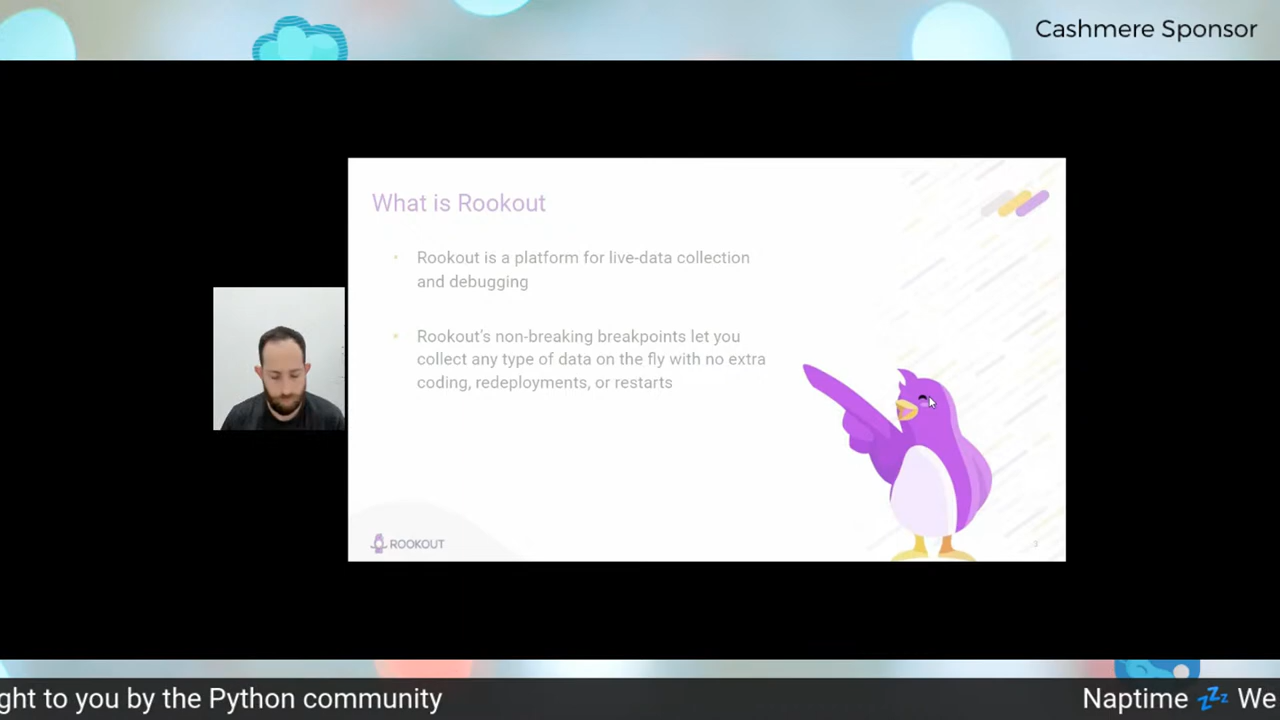 Cashmere Sponsor
What is Rookout
Rookout is a platform for live-data collection
and debugging
Rookout's non-breaking breakpoints let you
collect any type of data on the fly with no extra
coding, redeployments, or restarts
ROOKOUT
ght to you by the Python community
Naptime 💤 We